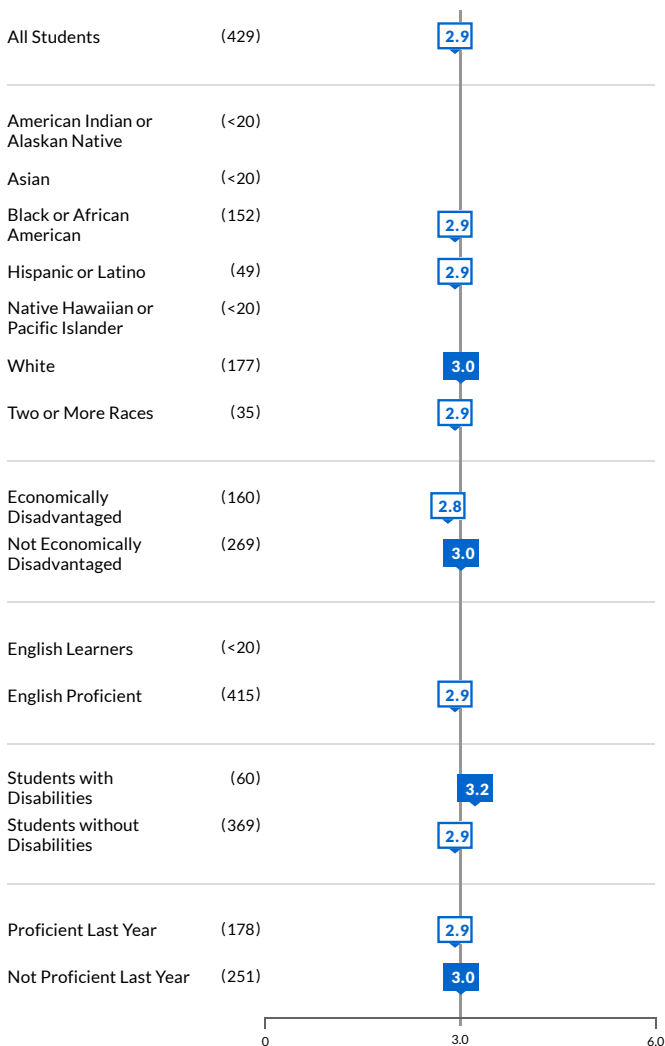 All Students (429) 2.9
American Indian or (<20)
Alaskan Native
Asian (<20)
Black or African (152) 2.9
American
Hispanic or Latino (49) 2.9
Native Hawaiian or (<20)
Pacific Islander
White (177) 3.0
Two or More Races (35) 2.9
Economically (160) 2.8
Disadvantaged
Not Economically (269) 3.0
Disadvantaged
English Learners (<20)
English Proficient (415) 2.9
Students with (60) 3.2
Disabilities
Students without (369) 2.9
Disabilities
Proficient Last Year (178) 2.9
Not Proficient Last Year (251) 3.0
0 3.0 6.0